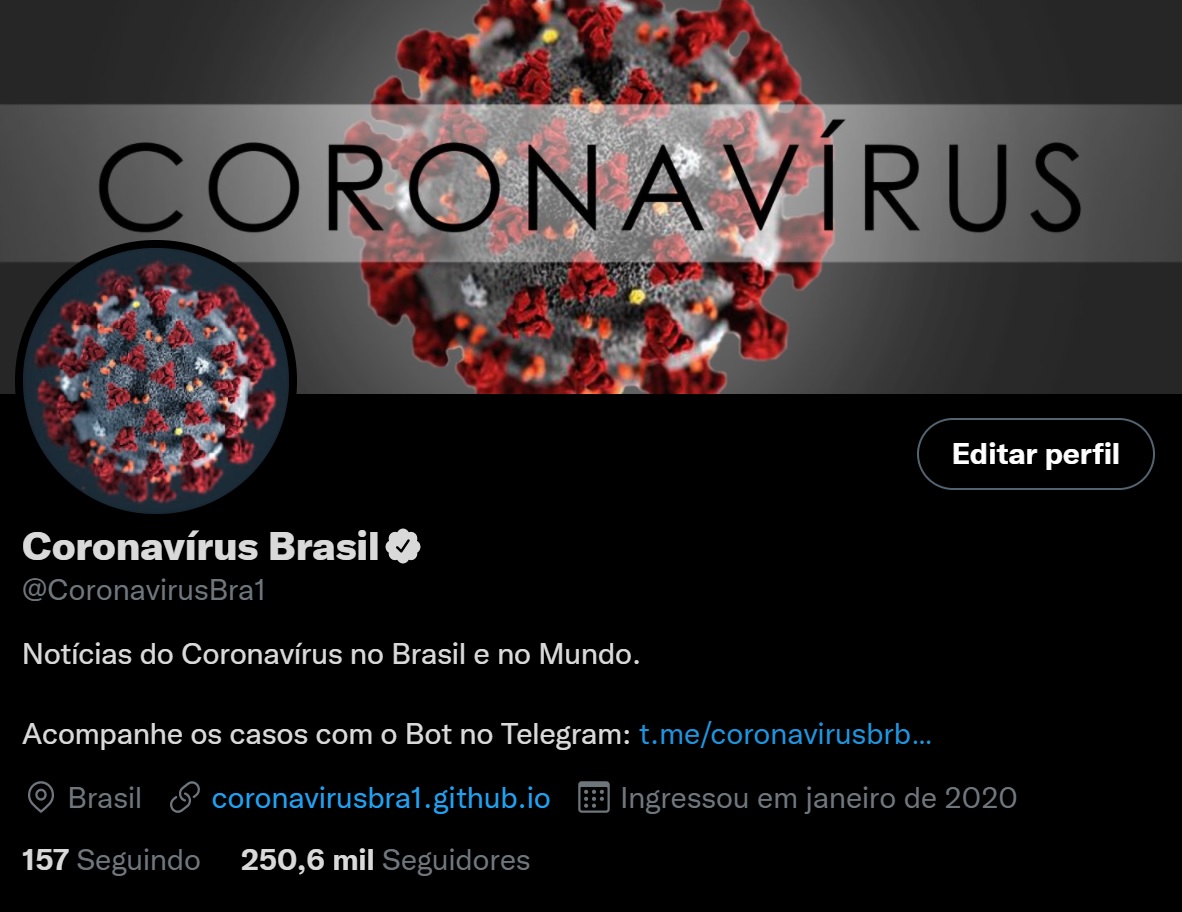 CORONAVÍRUS
Editar perfil
Coronavírus Brasil
@CoronavirusBra1
Notícias do Coronavírus no Brasil e no Mundo.
Acompanhe os casos com o Bot no Telegram: t.me/coronavirusbrb…
Brasil coronavirusbra1.github.io Ingressou em janeiro de 2020
157 Seguindo 250,6 mil Seguidores